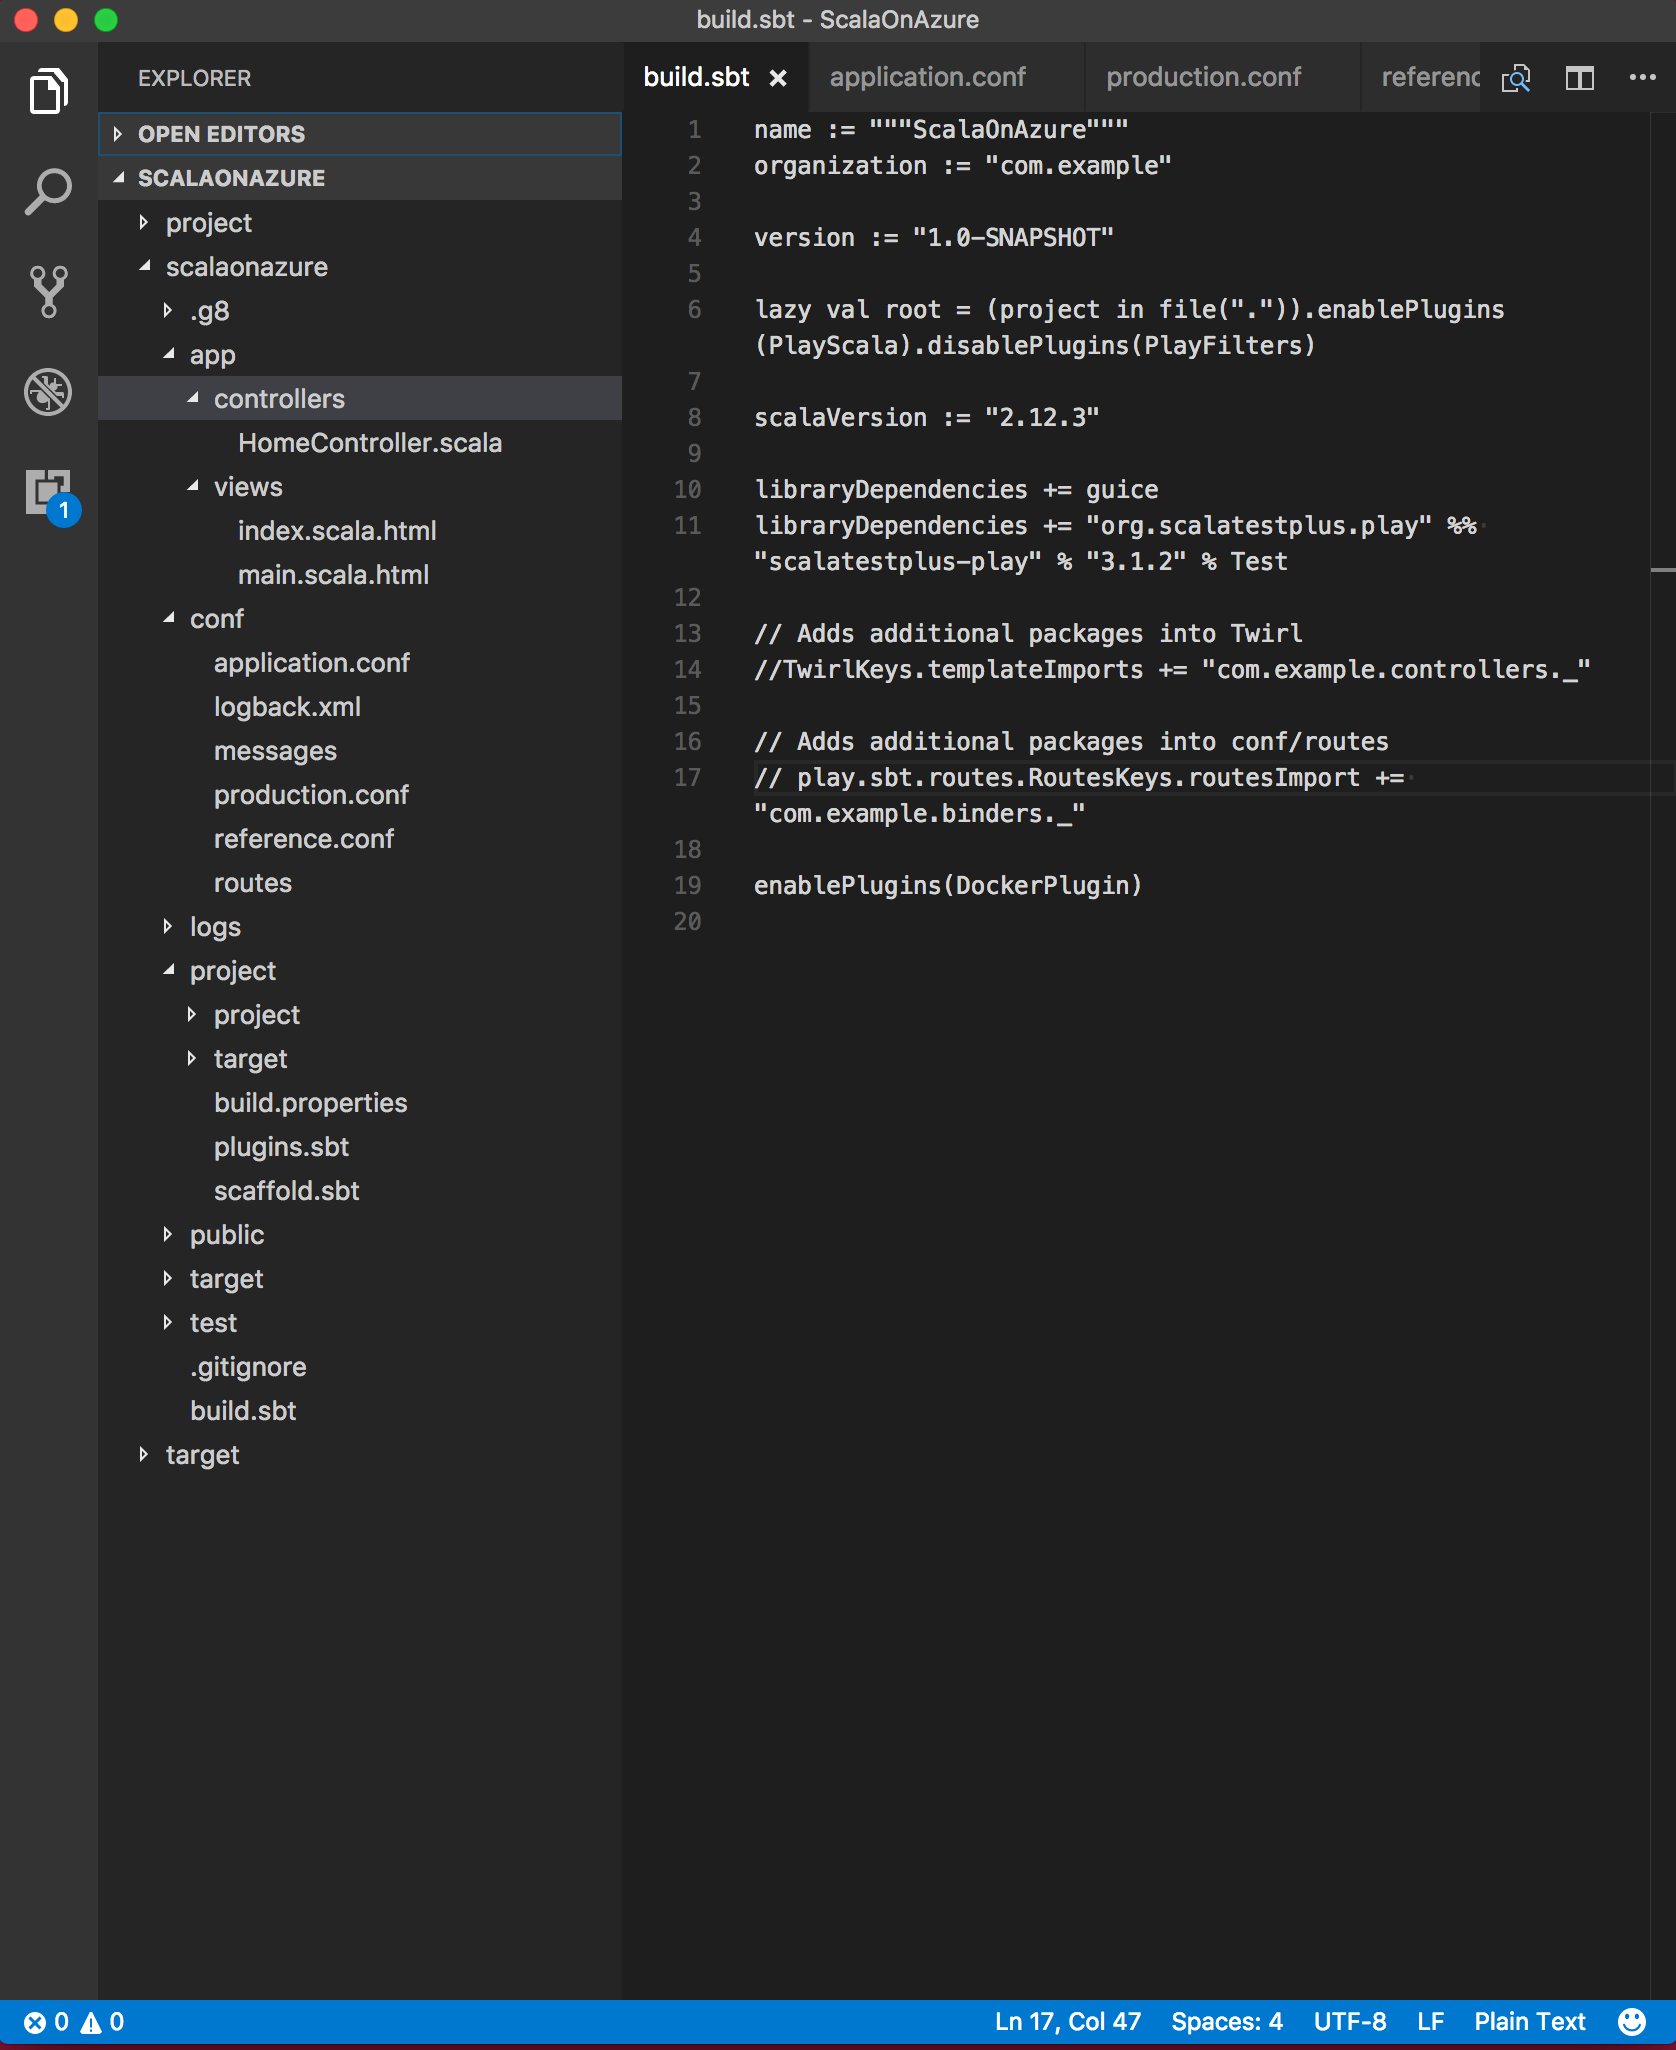 build.sbt - ScalaOnAzure
EXPLORER
OPEN EDITORS
SCALAONAZURE
project
scalaonazure
.g8
app
controllers
HomeController.scala
views
index.scala.html
main.scala.html
conf
application.conf
logback.xml
messages
production.conf
reference.conf
routes
logs
project
project
target
build.properties
plugins.sbt
scaffold.sbt
public
target
test
.gitignore
build.sbt
target
1
build.sbt application.conf production.conf referenc
1 name := """ScalaOnAzure"""
2 organization := "com.example"
3
4 version := "1.0-SNAPSHOT"
5
6 lazy val root = (project in file(".")).enablePlugins
(PlayScala).disablePlugins(PlayFilters)
7
8 scalaVersion := "2.12.3"
9
10 libraryDependencies += guice
11 libraryDependencies += "org.scalatestplus.play" %%
"scalatestplus-play" % "3.1.2" % Test
12
13 // Adds additional packages into Twirl
14 //TwirlKeys.templateImports += "com.example.controllers._"
15
16 // Adds additional packages into conf/routes
17 // play.sbt.routes.RoutesKeys.routesImport +=
"com.example.binders._"
18
19 enablePlugins(DockerPlugin)
20
0 0 Ln 17, Col 47 Spaces: 4 UTF-8 LF Plain Text